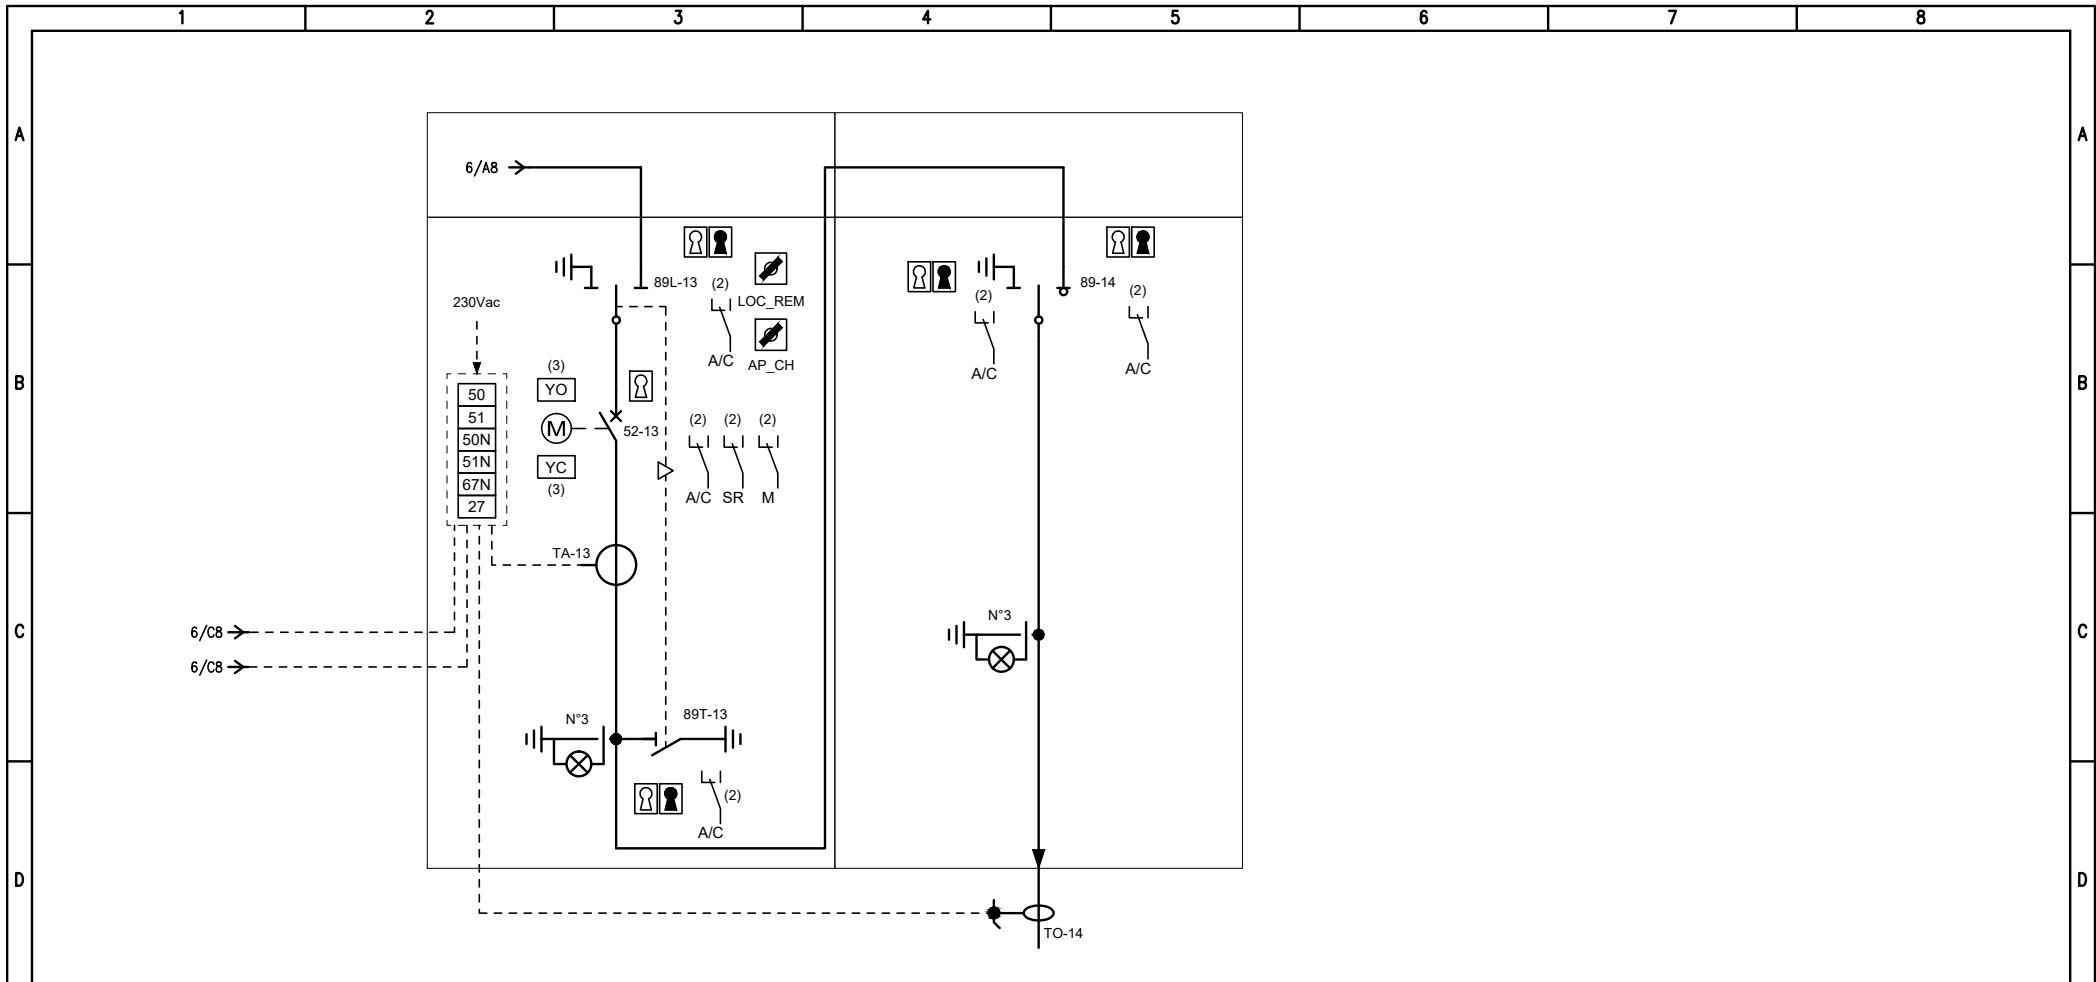 1 2 3 4 5 6 7 8
A A
6/A8
89L-13 (2) 89-14
(2) (2)
LOC_REM
230Vac
A/C AP_CH A/C A/C
B B
(3)
YO
50
51
50N
51N
67N
27
M 52-13 (2) (2) (2)
YC
(3)
A/C SR M
TA-13
N°3
C C
6/C8
6/C8
N°3 89T-13
(2)
A/C
D D
TO-14